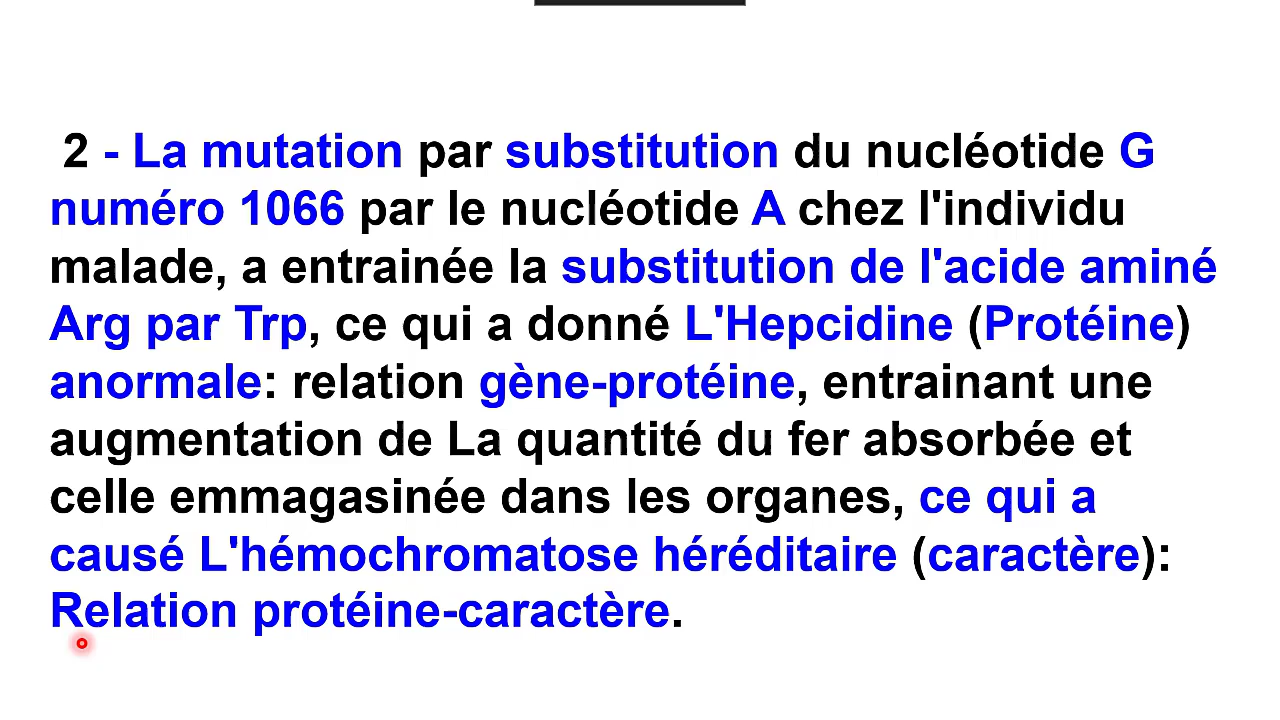 2 - La mutation par substitution du nucléotide G
numéro 1066 par le nucléotide A chez l'individu
malade, a entrainée la substitution de l'acide aminé
Arg par Trp, ce qui a donné L'Hepcidine (Protéine)
anormale: relation gène-protéine, entrainant une
augmentation de La quantité du fer absorbée et
celle emmagasinée dans les organes, ce qui a
causé L'hémochromatose héréditaire (caractère):
Relation protéine-caractère.